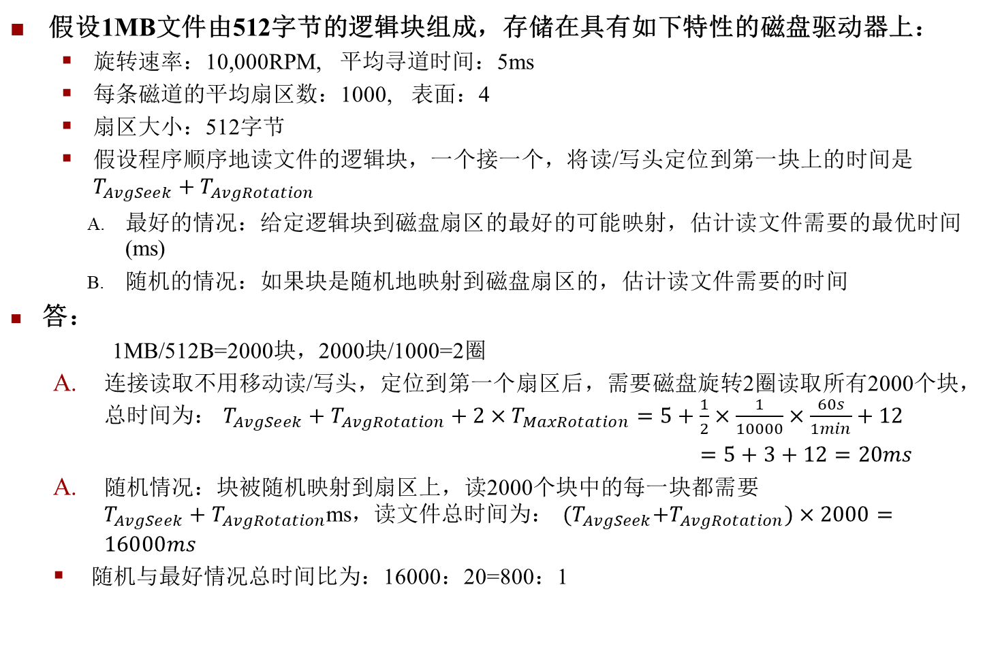 假设1MB文件由512字节的逻辑块组成，存储在具有如下特性的磁盘驱动器上：
旋转速率：10,000RPM,   平均寻道时间：5ms
每条磁道的平均扇区数：1000,   表面：4
扇区大小：512字节
假设程序顺序地读文件的逻辑块，一个接一个，将读/写头定位到第一块上的时间是
T_{AvgSeek} + T_{AvgRotation}
A. 最好的情况：给定逻辑块到磁盘扇区的最好的可能映射，估计读文件需要的最优时间
(ms)
B. 随机的情况：如果块是随机地映射到磁盘扇区的，估计读文件需要的时间
答：
1MB/512B=2000块，2000块/1000=2圈
A. 连接读取不用移动读/写头，定位到第一个扇区后，需要磁盘旋转2圈读取所有2000个块，
总时间为： T_{AvgSeek} + T_{AvgRotation} + 2 × T_{MaxRotation} = 5 + \frac{1}{2} × \frac{1}{10000} × \frac{60s}{1min} + 12
= 5 + 3 + 12 = 20ms
A. 随机情况：块被随机映射到扇区上，读2000个块中的每一块都需要
T_{AvgSeek} + T_{AvgRotation}ms，读文件总时间为： (T_{AvgSeek}+T_{AvgRotation}) × 2000 =
16000ms
随机与最好情况总时间比为：16000：20=800：1